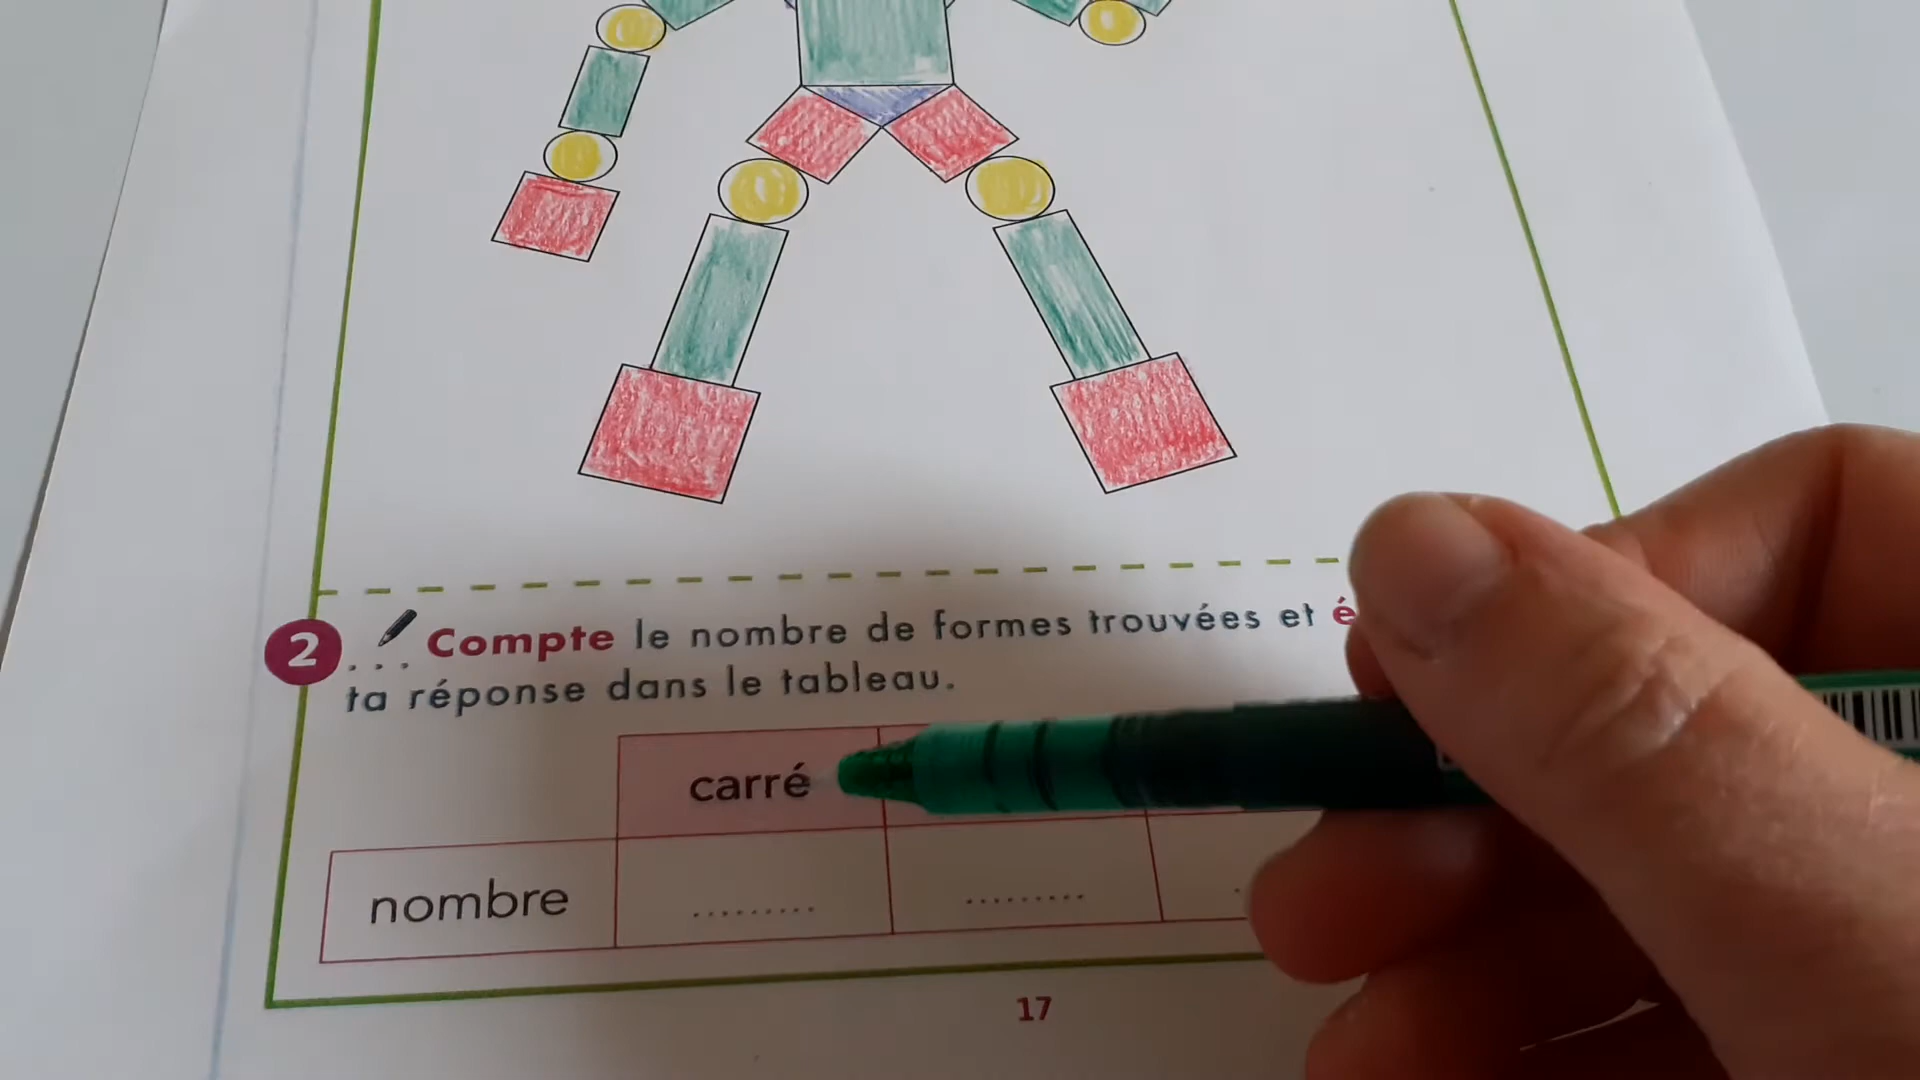 2 ... Compte le nombre de formes trouvées et
ta réponse dans le tableau.
carré
nombre ......... .........
17